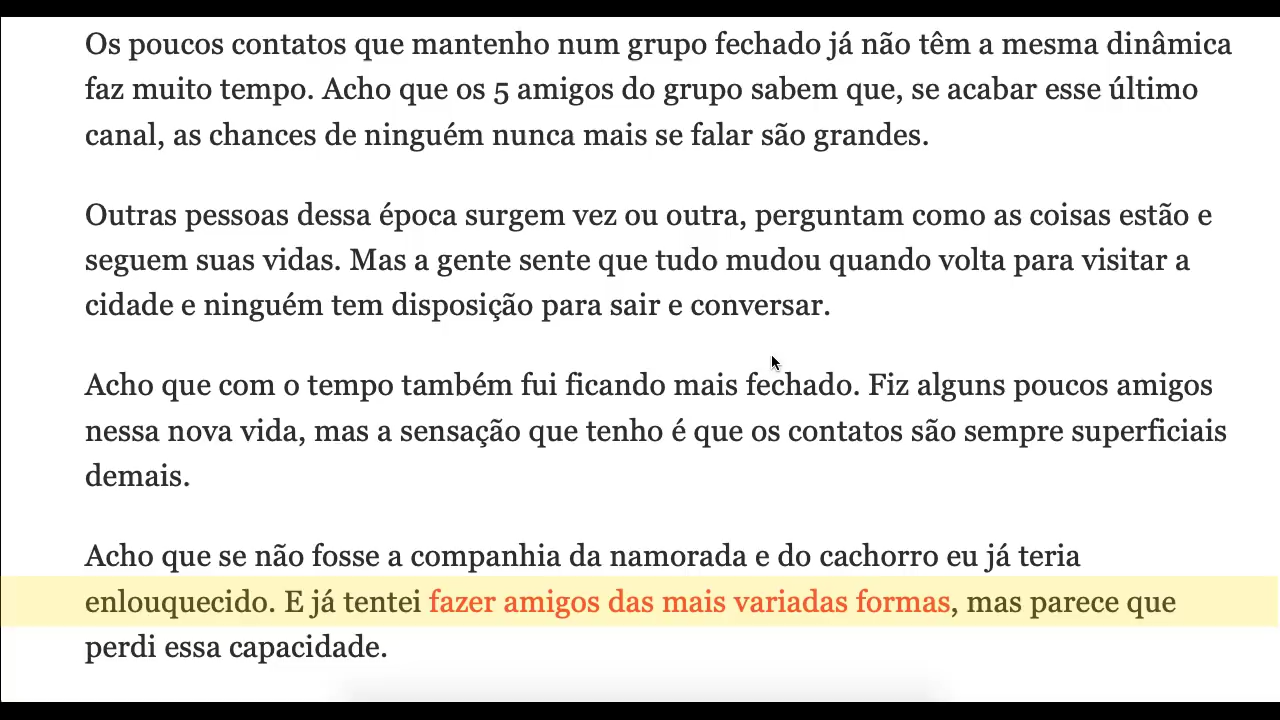 Os poucos contatos que mantenho num grupo fechado já não têm a mesma dinâmica
faz muito tempo. Acho que os 5 amigos do grupo sabem que, se acabar esse último
canal, as chances de ninguém nunca mais se falar são grandes.
Outras pessoas dessa época surgem vez ou outra, perguntam como as coisas estão e
seguem suas vidas. Mas a gente sente que tudo mudou quando volta para visitar a
cidade e ninguém tem disposição para sair e conversar.
Acho que com o tempo também fui ficando mais fechado. Fiz alguns poucos amigos
nessa nova vida, mas a sensação que tenho é que os contatos são sempre superficiais
demais.
Acho que se não fosse a companhia da namorada e do cachorro eu já teria
enlouquecido. E já tentei fazer amigos das mais variadas formas, mas parece que
perdi essa capacidade.